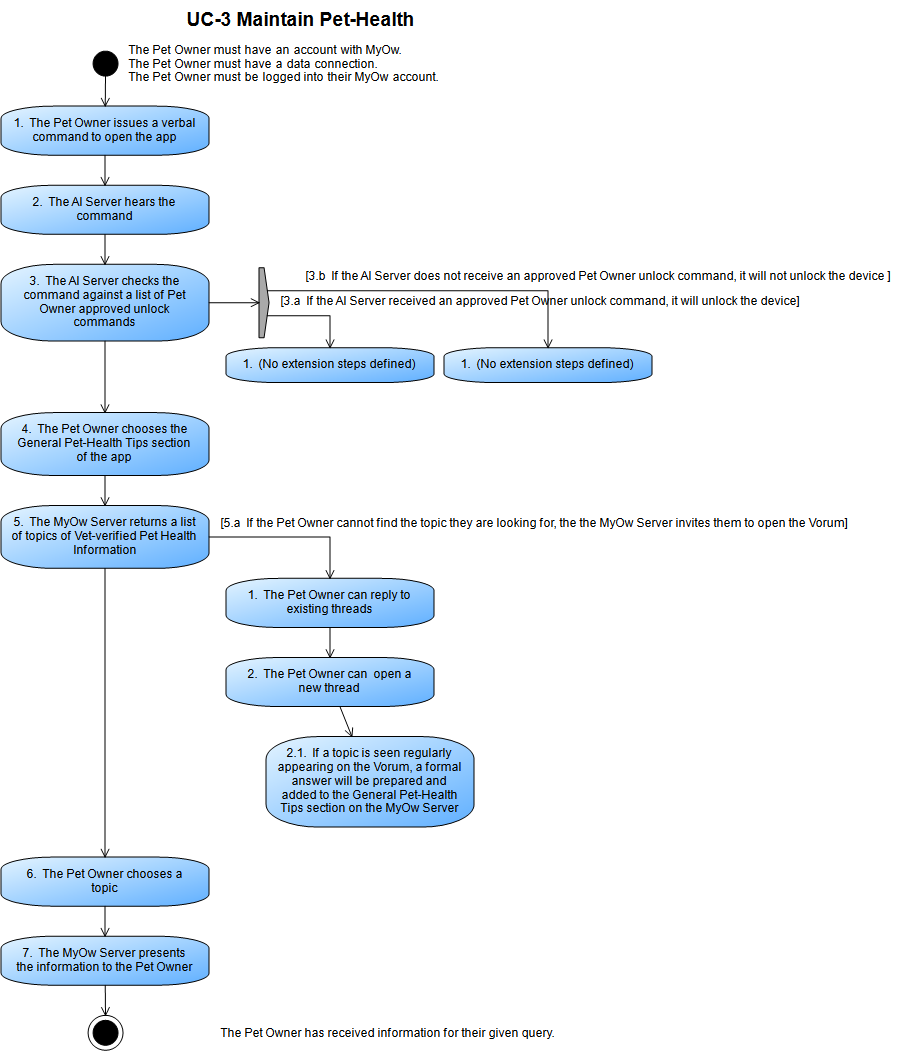 UC-3 Maintain Pet-Health
The Pet Owner must have an account with MyOw.
The Pet Owner must have a data connection.
The Pet Owner must be logged into their MyOw account.
1. The Pet Owner issues a verbal
command to open the app
2. The AI Server hears the
command
3. The AI Server checks the
command against a list of Pet
Owner approved unlock
commands
[3.b If the AI Server does not receive an approved Pet Owner unlock command, it will not unlock the device ]
[3.a If the AI Server received an approved Pet Owner unlock command, it will unlock the device]
1. (No extension steps defined)
1. (No extension steps defined)
4. The Pet Owner chooses the
General Pet-Health Tips section
of the app
5. The MyOw Server returns a list
of topics of Vet-verified Pet Health
Information
[5.a If the Pet Owner cannot find the topic they are looking for, the the MyOw Server invites them to open the Vorum]
1. The Pet Owner can reply to
existing threads
2. The Pet Owner can open a
new thread
2.1. If a topic is seen regularly
appearing on the Vorum, a formal
answer will be prepared and
added to the General Pet-Health
Tips section on the MyOw Server
6. The Pet Owner chooses a
topic
7. The MyOw Server presents
the information to the Pet Owner
The Pet Owner has received information for their given query.